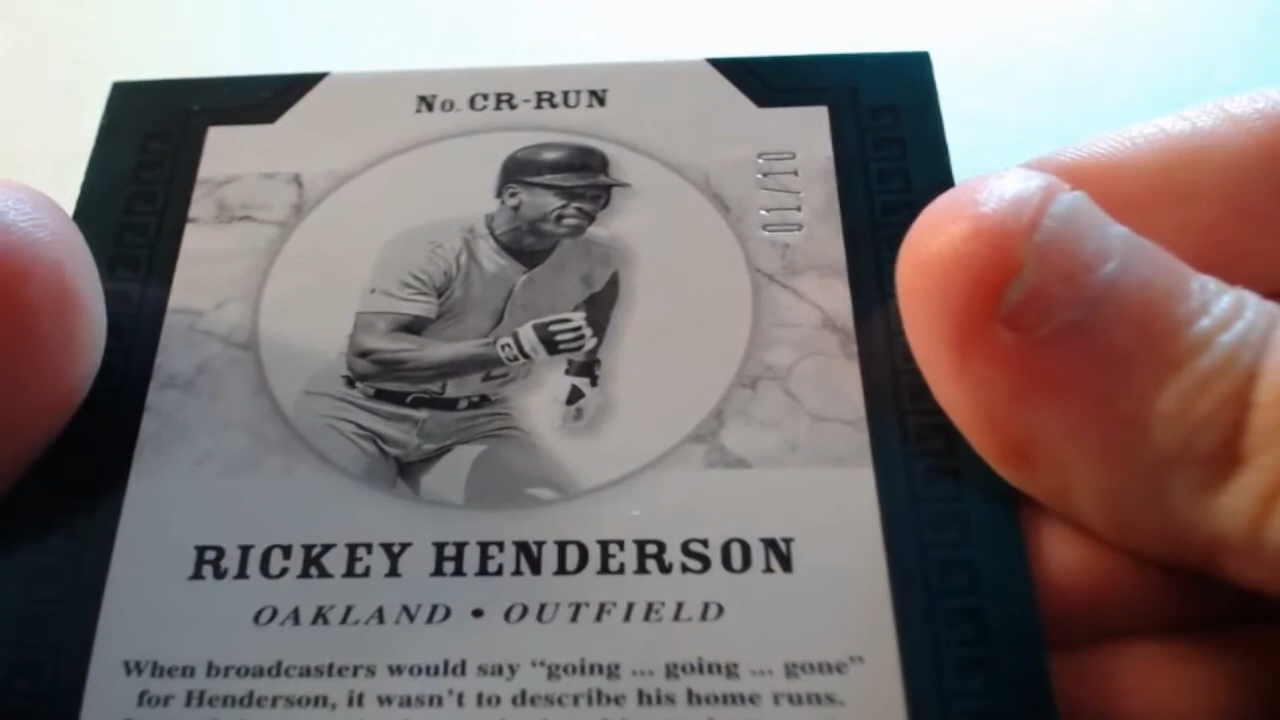 No. CR-RUN
01/10
RICKEY HENDERSON
OAKLAND • OUTFIELD
When broadcasters would say "going ... going ... gone"
for Henderson, it wasn't to describe his home runs.